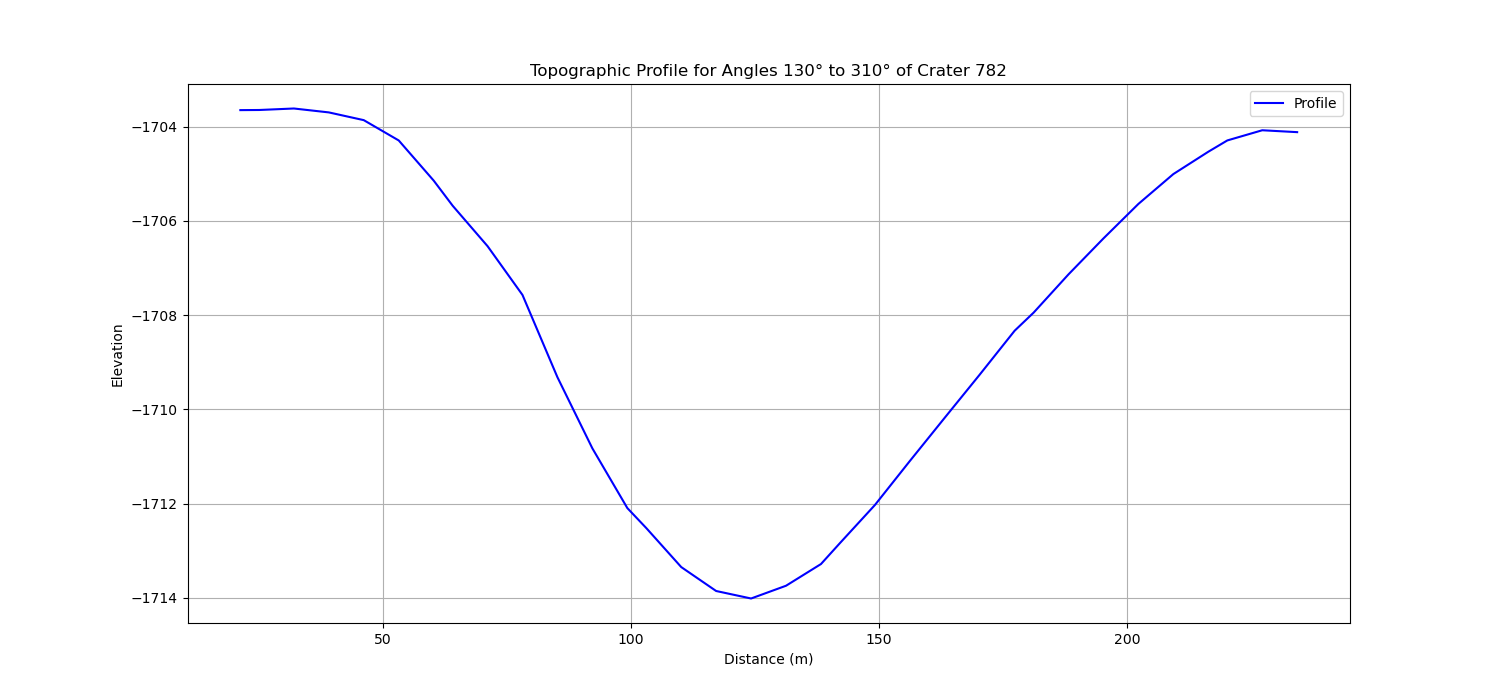 Topographic Profile for Angles 130° to 310° of Crater 782
Profile
Elevation
−1704
−1706
−1708
−1710
−1712
−1714
50
100
150
200
Distance (m)